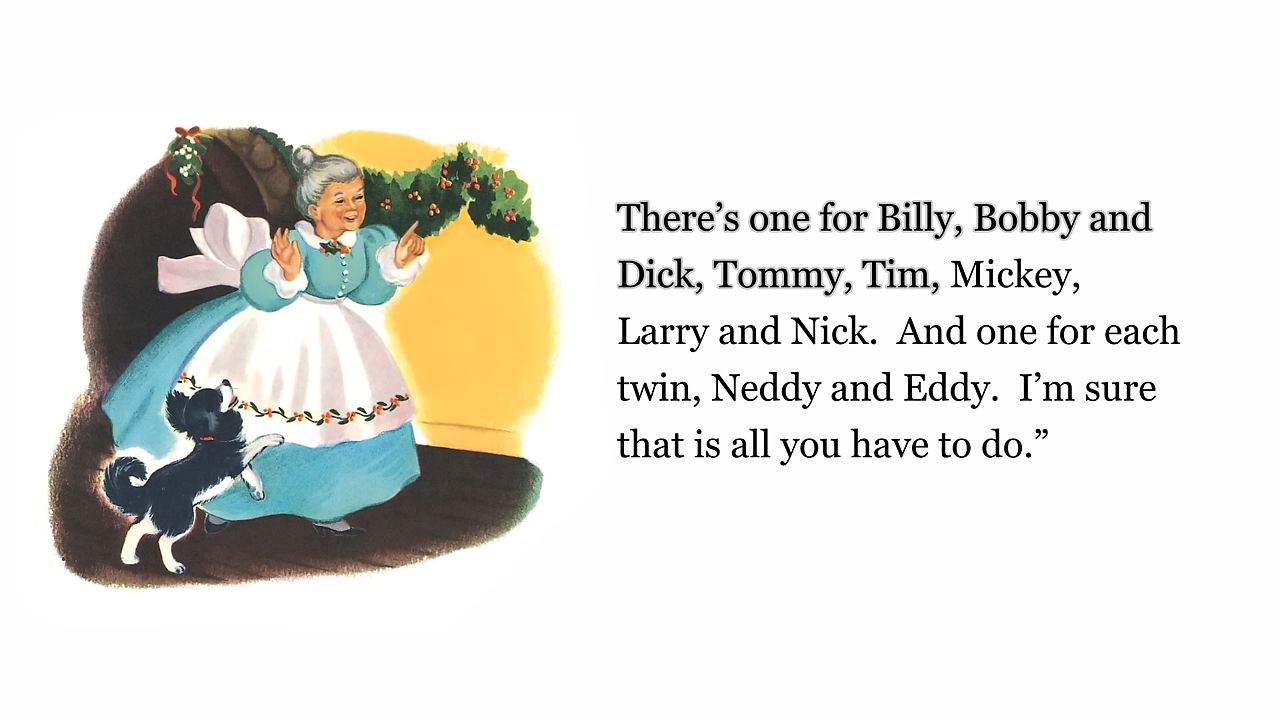 There’s one for Billy, Bobby and
Dick, Tommy, Tim, Mickey,
Larry and Nick.  And one for each
twin, Neddy and Eddy.  I’m sure
that is all you have to do.”